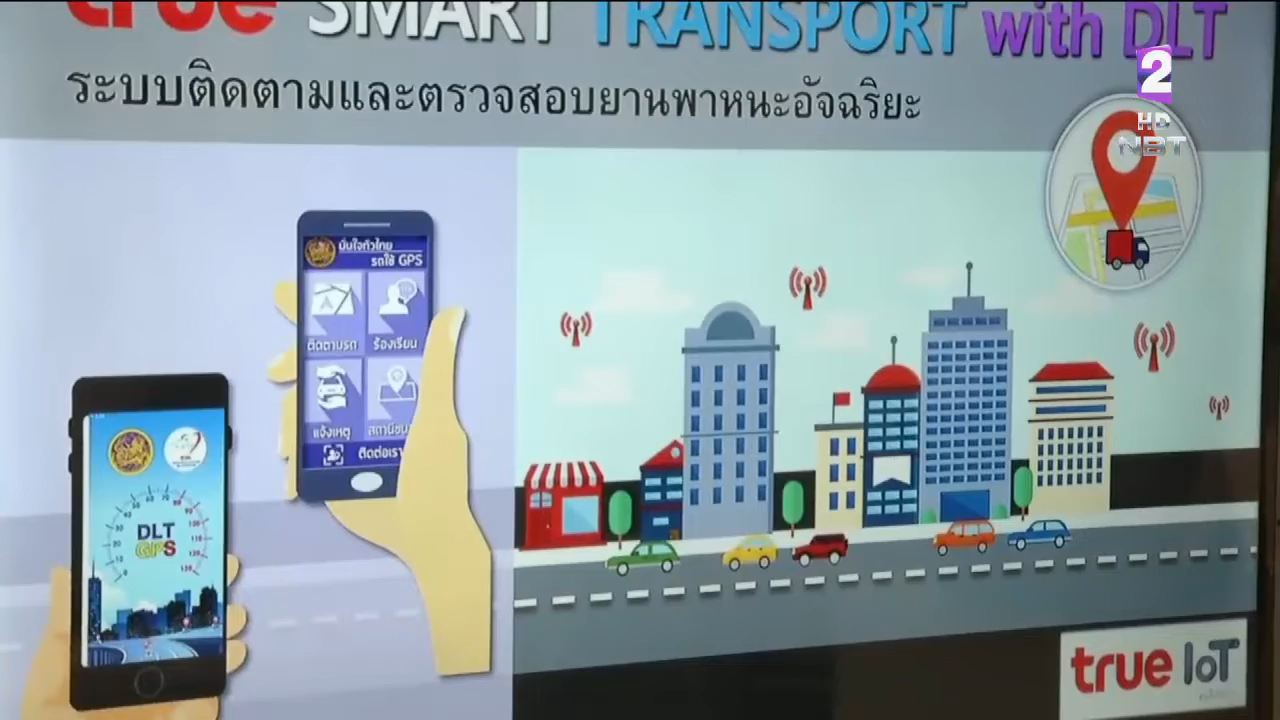 true SMART TRANSPORT with DLT
ระบบติดตามและตรวจสอบยานพาหนะอัจฉริยะ
2
HD
NBT
มั่นใจทั่วไทย
รถใช้ GPS
ติดตามรถ
ร้องเรียน
แจ้งเหตุ
ติดต่อเรา
DLT
GPS
true IoT